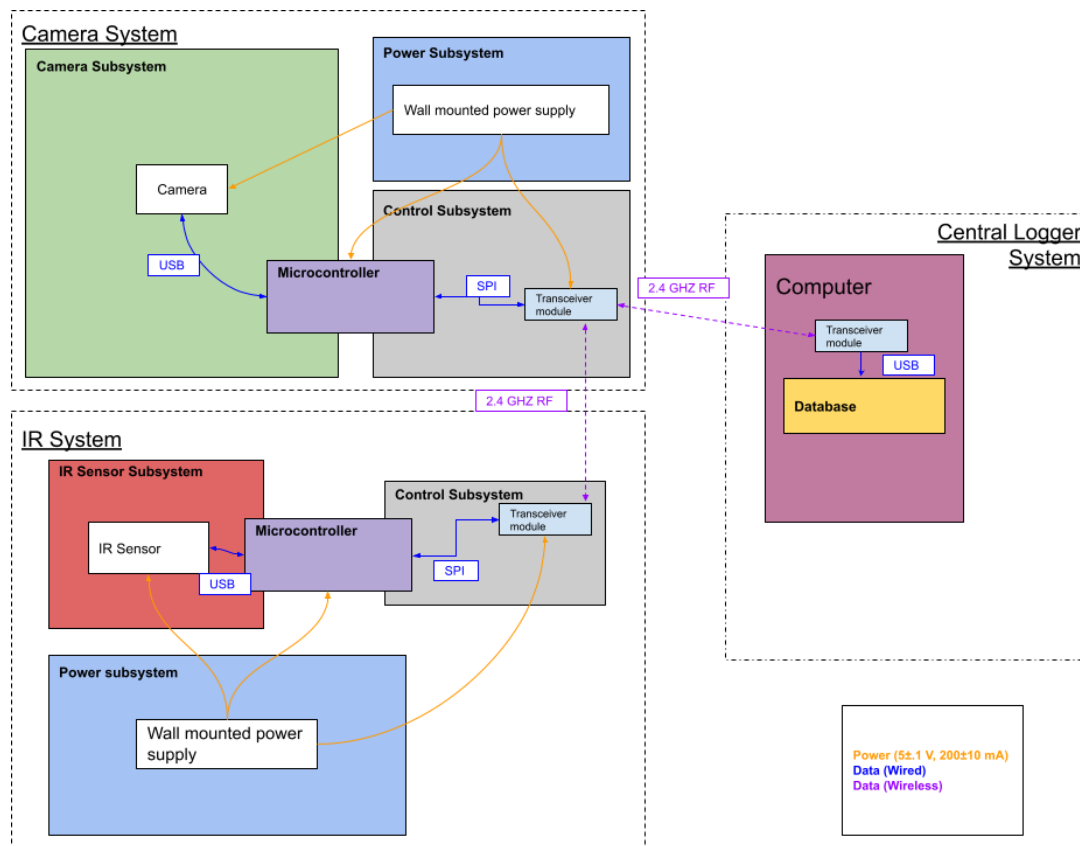 Camera System
Camera Subsystem
Power Subsystem
Wall mounted power supply
Camera
Control Subsystem
USB
Microcontroller
SPI
Transceiver
module
2.4 GHZ RF
Central Logger
System
Computer
Transceiver
module
USB
Database
2.4 GHZ RF
IR System
IR Sensor Subsystem
Control Subsystem
Microcontroller
Transceiver
module
IR Sensor
USB
SPI
Power subsystem
Wall mounted power
supply
Power (5±.1 V, 200±10 mA)
Data (Wired)
Data (Wireless)